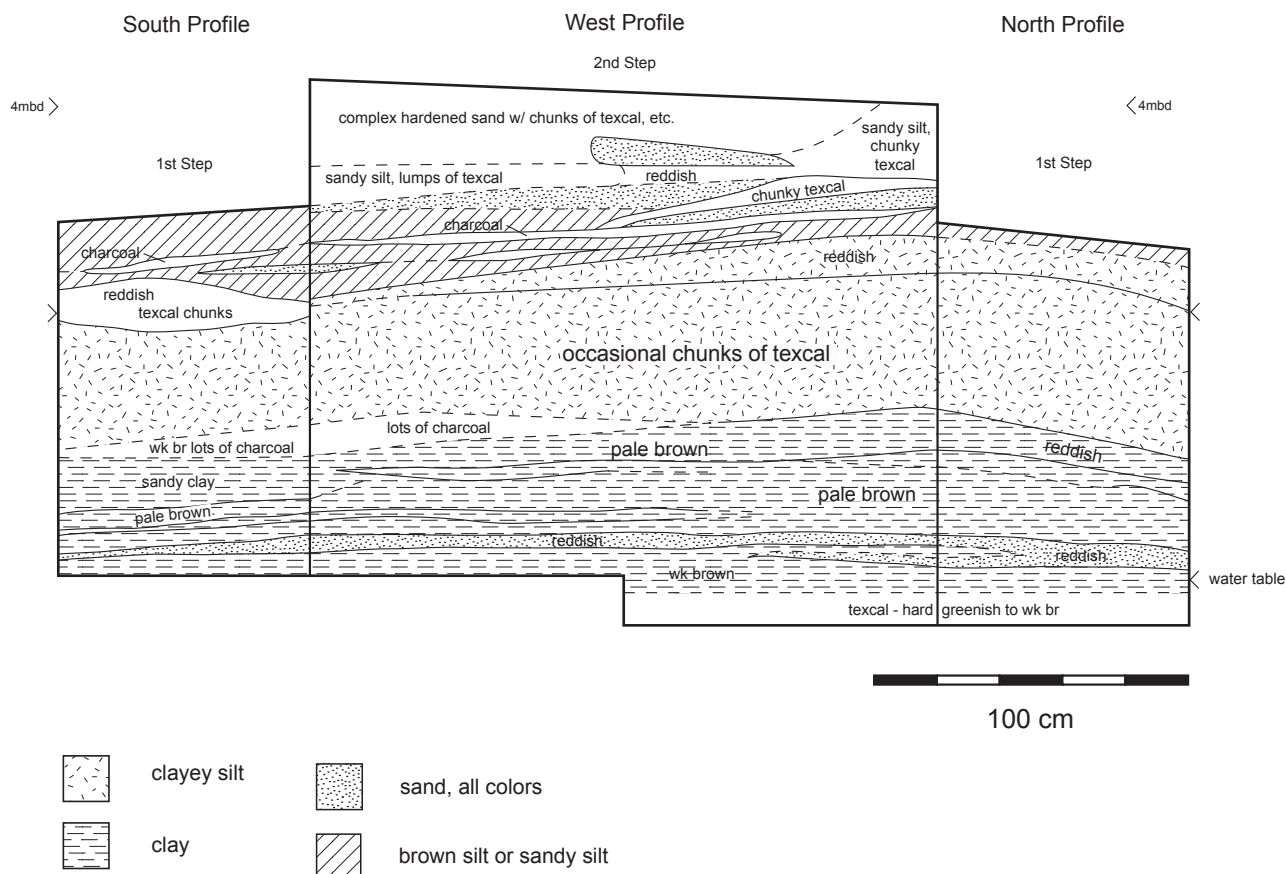 South Profile
West Profile
North Profile
2nd Step
4mbd
4mbd
complex hardened sand w/ chunks of texcal, etc.
sandy silt,
chunky
texcal
1st Step
1st Step
sandy silt, lumps of texcal
reddish
chunky texcal
charcoal
charcoal
reddish
reddish
texcal chunks
occasional chunks of texcal
lots of charcoal
wk br lots of charcoal
pale brown
reddish
sandy clay
pale brown
pale brown
reddish
reddish
wk brown
water table
texcal - hard greenish to wk br
100 cm
clayey silt
sand, all colors
clay
brown silt or sandy silt